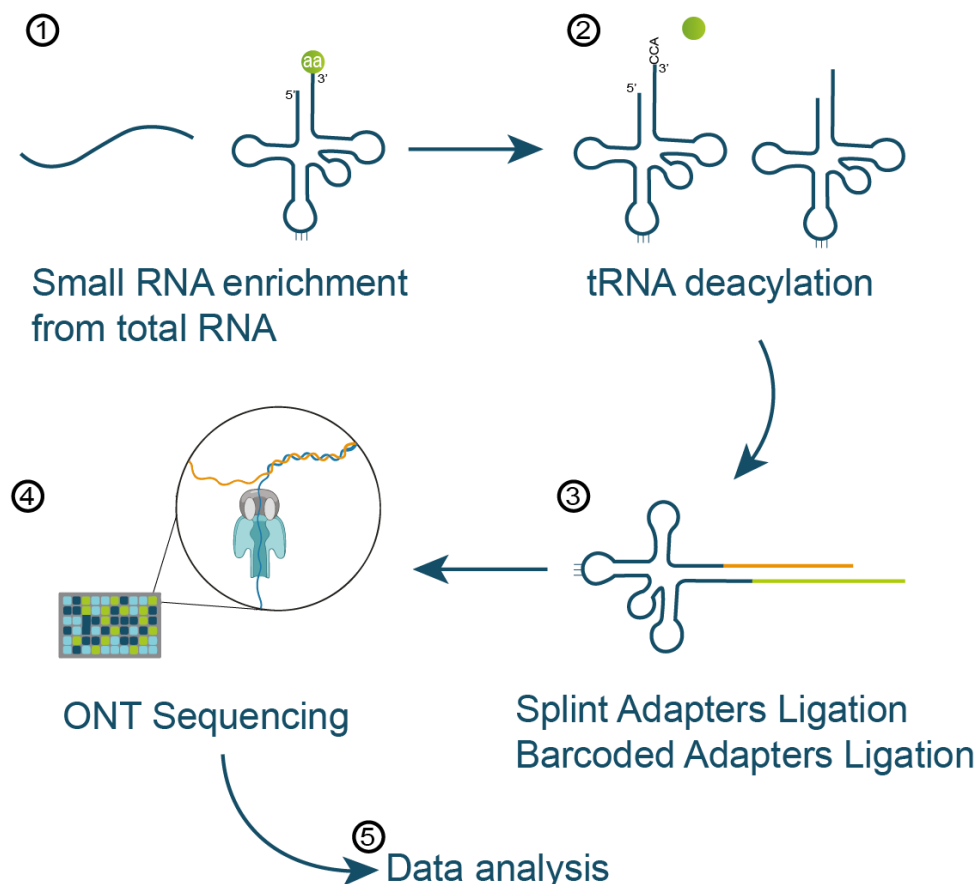 ①
aa
3'
5'
Small RNA enrichment
from total RNA
②
CCA
3'
5'
tRNA deacylation
③
Splint Adapters Ligation
Barcoded Adapters Ligation
④
ONT Sequencing
⑤
Data analysis